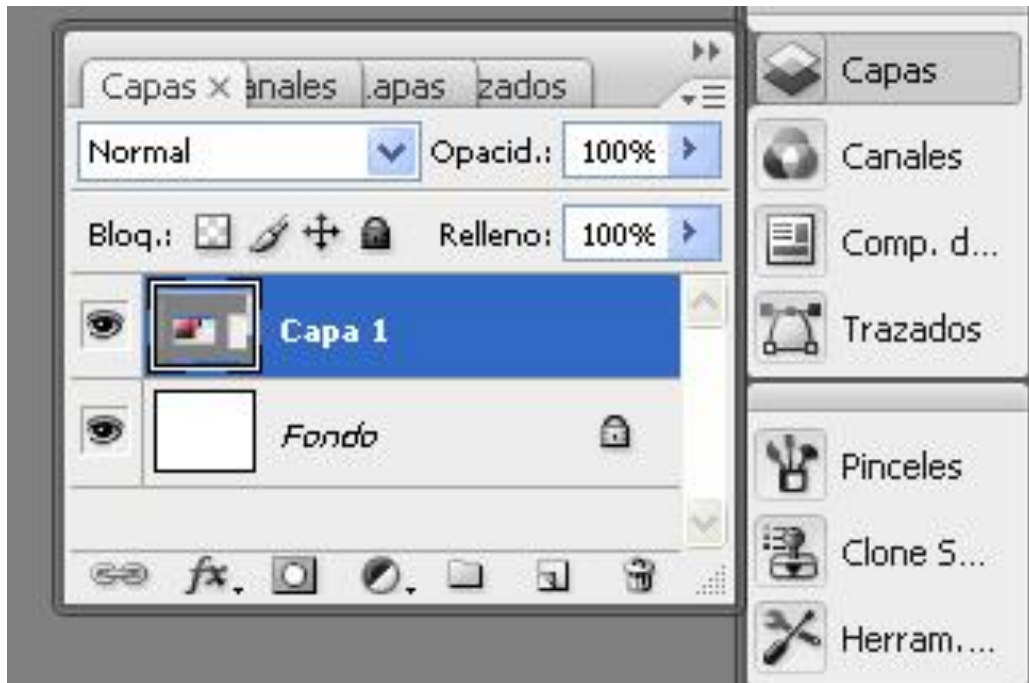 Capas anales .apas zados
Normal Opacid.: 100%
Bloq.: Relleno: 100%
Capa 1
Fondo
fx.
Capas
Canales
Comp. d...
Trazados
Pinceles
Clone S...
Herram....